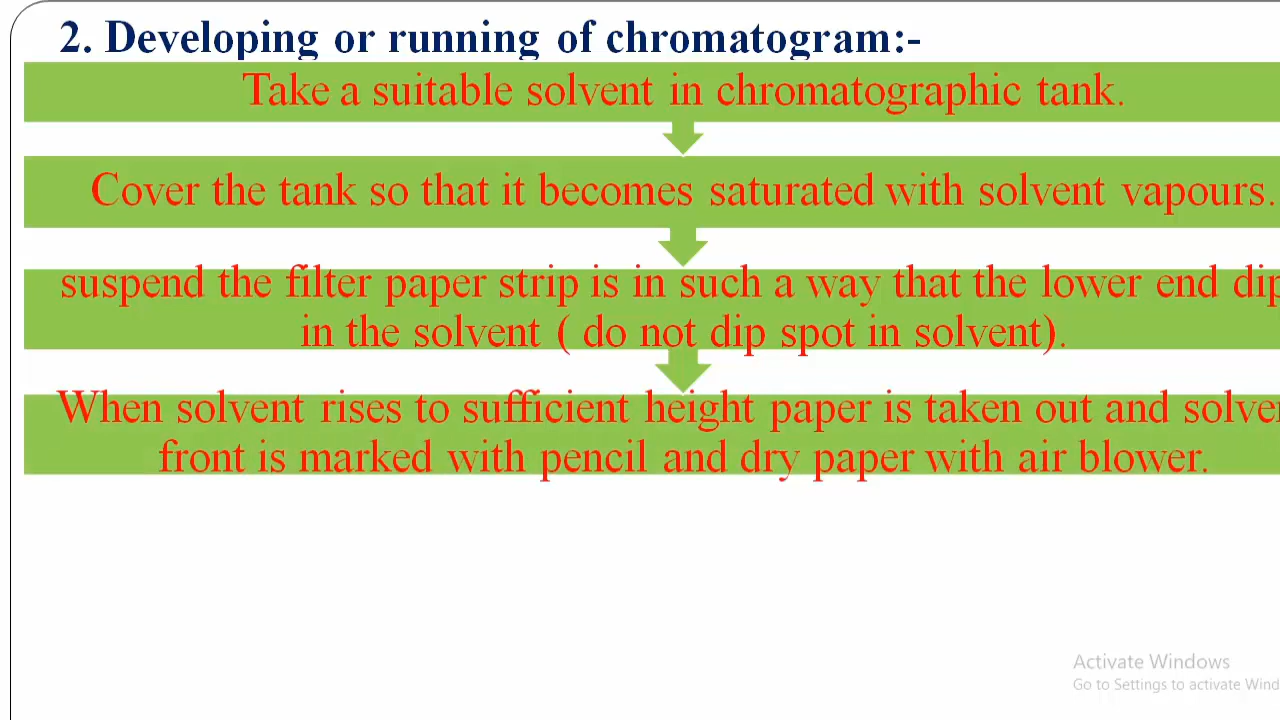 2. Developing or running of chromatogram:-
Take a suitable solvent in chromatographic tank.
Cover the tank so that it becomes saturated with solvent vapours.
suspend the filter paper strip is in such a way that the lower end dip
in the solvent ( do not dip spot in solvent).
When solvent rises to sufficient height paper is taken out and solve
front is marked with pencil and dry paper with air blower.
Activate Windows
Go to Settings to activate Wind